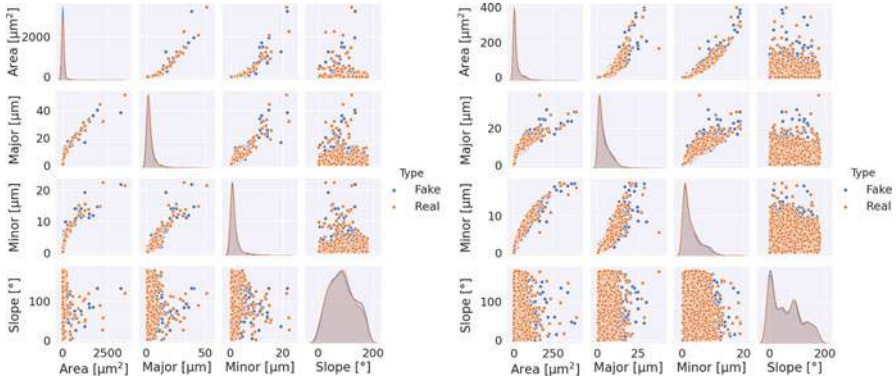 Area [μm²]
2000
0
Major [μm]
40
20
0
Minor [μm]
20
10
0
Slope [°]
100
0
0
2500
Area [μm²]
0
50
Major [μm]
0
20
Minor [μm]
0
200
Slope [°]
Type
Fake
Real
Area [μm²]
400
200
0
Major [μm]
20
0
Minor [μm]
10
0
Slope [°]
100
0
0
250
Area [μm²]
0
25
Major [μm]
0
20
Minor [μm]
0
200
Slope [°]
Type
Fake
Real